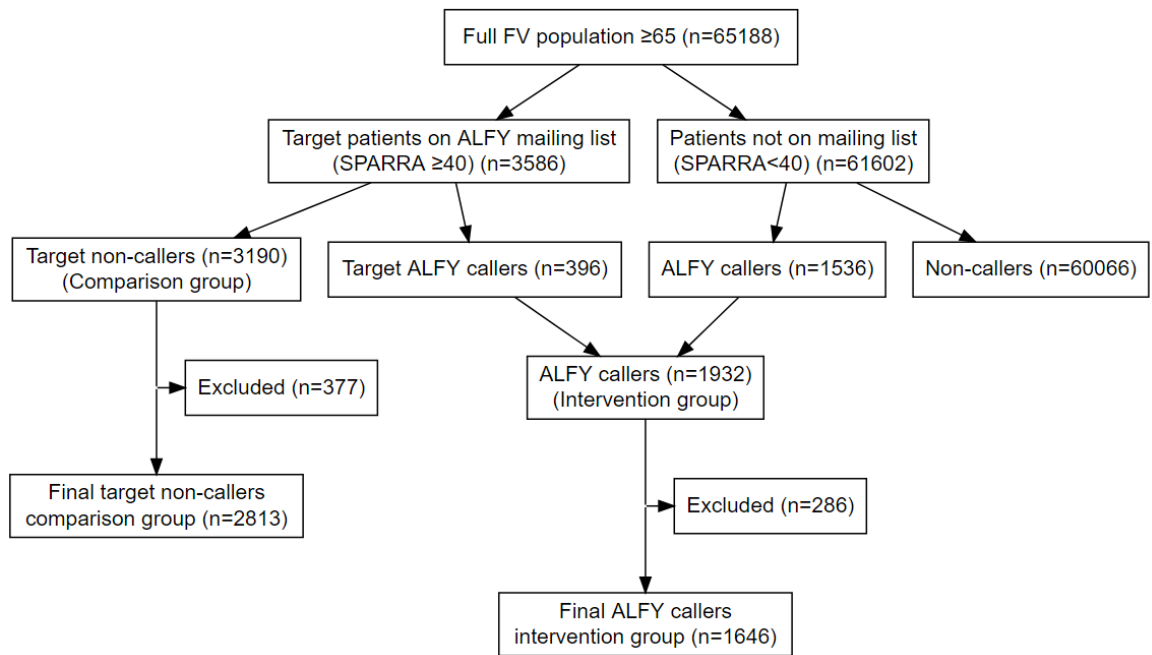 Full FV population ≥65 (n=65188)
Target patients on ALFY mailing list
(SPARRA ≥40) (n=3586)
Patients not on mailing list
(SPARRA<40) (n=61602)
Target non-callers (n=3190)
(Comparison group)
Target ALFY callers (n=396)
ALFY callers (n=1536)
Non-callers (n=60066)
Excluded (n=377)
ALFY callers (n=1932)
(Intervention group)
Final target non-callers
comparison group (n=2813)
Excluded (n=286)
Final ALFY callers
intervention group (n=1646)